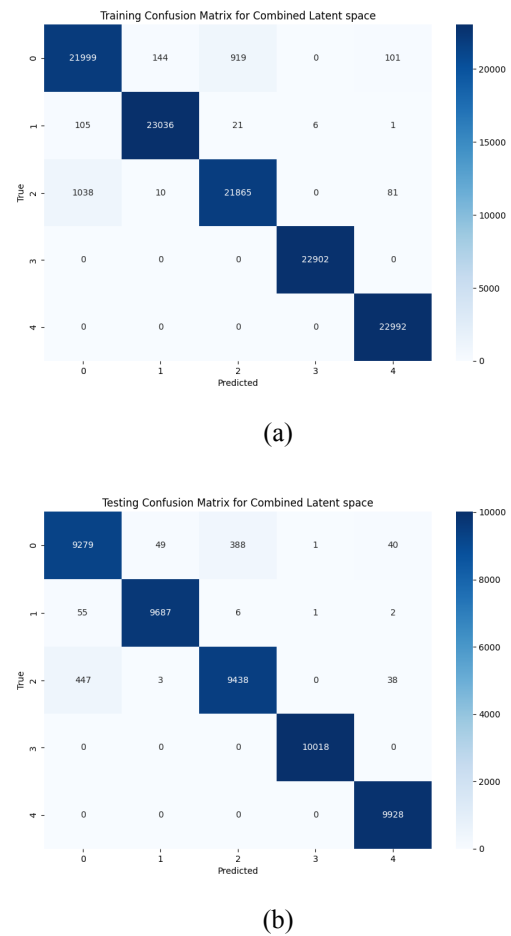 Training Confusion Matrix for Combined Latent space
0 21999 144 919 0 101
1 105 23036 21 6 1
2 1038 10 21865 0 81
3 0 0 0 22902 0
4 0 0 0 0 22992
True
0 1 2 3 4
Predicted
20000
15000
10000
5000
0
(a)
Testing Confusion Matrix for Combined Latent space
0 9279 49 388 1 40
1 55 9687 6 1 2
2 447 3 9438 0 38
3 0 0 0 10018 0
4 0 0 0 0 9928
True
0 1 2 3 4
Predicted
10000
8000
6000
4000
2000
0
(b)